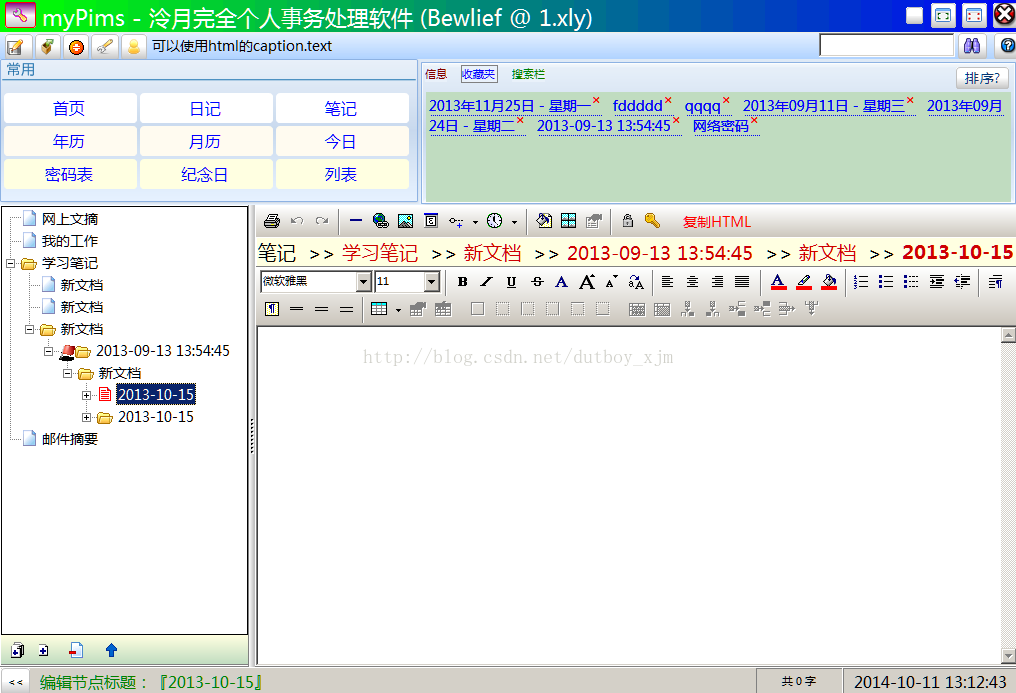 myPims - 泠月完全个人事务处理软件 (Bewlief @ 1.xly)
可以使用html的caption.text
常用
首页 日记 笔记
年历 月历 今日
密码表 纪念日 列表
信息 收藏夹 搜索栏
排序?
2013年11月25日 - 星期一 fddddd qqqq 2013年09月11日 - 星期三 2013年09月
24日 - 星期二 2013-09-13 13:54:45 网络密码
网上文摘
我的工作
学习笔记
新文档
新文档
新文档
2013-09-13 13:54:45
新文档
2013-10-15
2013-10-15
邮件摘要
复制HTML
笔记 >> 学习笔记 >> 新文档 >> 2013-09-13 13:54:45 >> 新文档 >> 2013-10-15
微软雅黑 11
http://blog.csdn.net/dutboy_xjm
<< 编辑节点标题：『2013-10-15』 共 0 字 2014-10-11 13:12:43